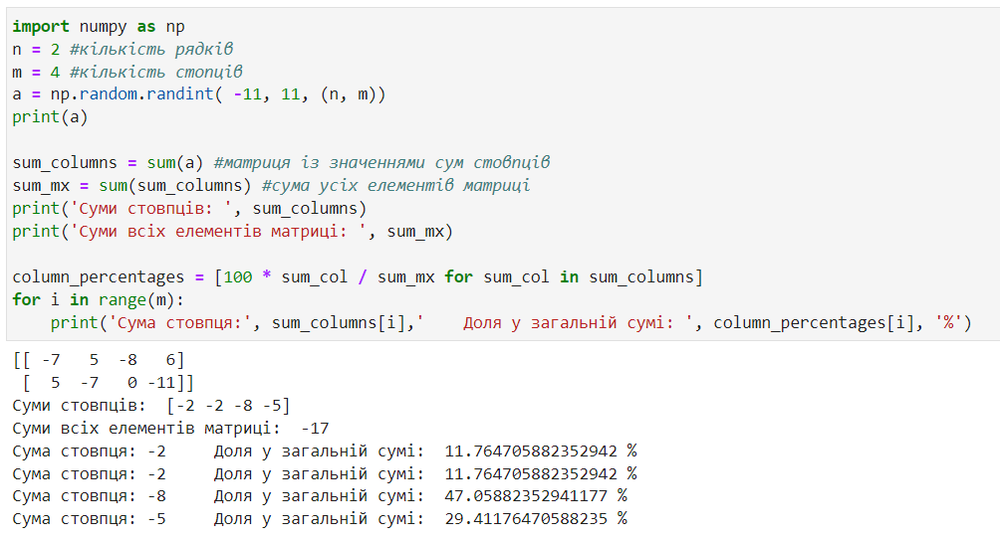 import numpy as np
n = 2 #кількість рядків
m = 4 #кількість стопців
a = np.random.randint( -11, 11, (n, m))
print(a)
sum_columns = sum(a) #матриця із значеннями сум стовпців
sum_mx = sum(sum_columns) #сума усіх елементів матриці
print('Суми стовпців: ', sum_columns)
print('Суми всіх елементів матриці: ', sum_mx)
column_percentages = [100 * sum_col / sum_mx for sum_col in sum_columns]
for i in range(m):
    print('Сума стовпця:', sum_columns[i],'    Доля у загальній сумі: ', column_percentages[i], '%')
[[ -7   5  -8   6]
 [  5  -7   0 -11]]
Суми стовпців:  [-2 -2 -8 -5]
Суми всіх елементів матриці:  -17
Сума стовпця: -2     Доля у загальній сумі:  11.764705882352942 %
Сума стовпця: -2     Доля у загальній сумі:  11.764705882352942 %
Сума стовпця: -8     Доля у загальній сумі:  47.05882352941177 %
Сума стовпця: -5     Доля у загальній сумі:  29.41176470588235 %